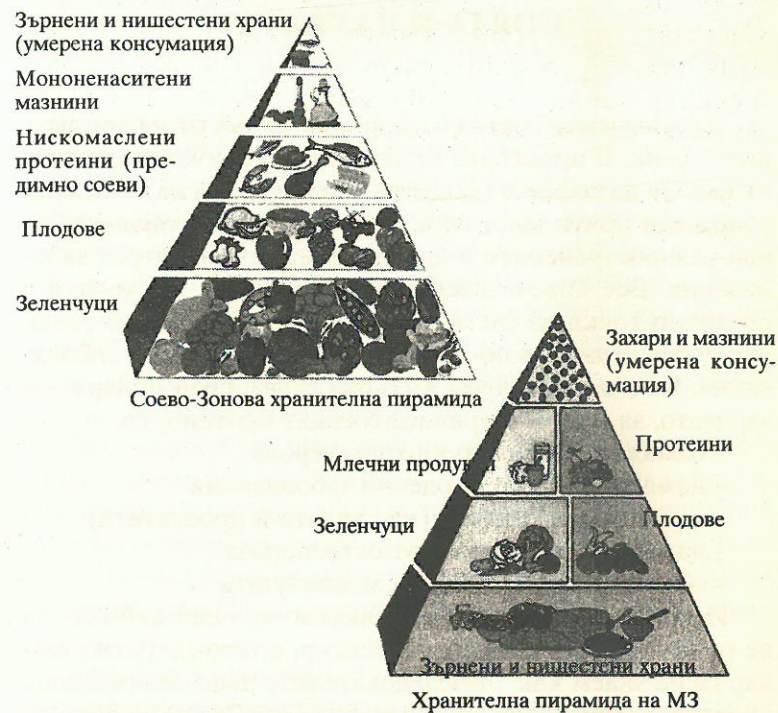 Зърнени и нишестени храни
(умерена консумация)
Мононенаситени
мазнини
Нискомаслени
протеини (пре-
димно соеви)
Плодове
Зеленчуци
Соево-Зонова хранителна пирамида
Захари и мазнини
(умерена консу-
мация)
Млечни продукти
Протеини
Зеленчуци
Плодове
Зърнени и нишестени храни
Хранителна пирамида на МЗ